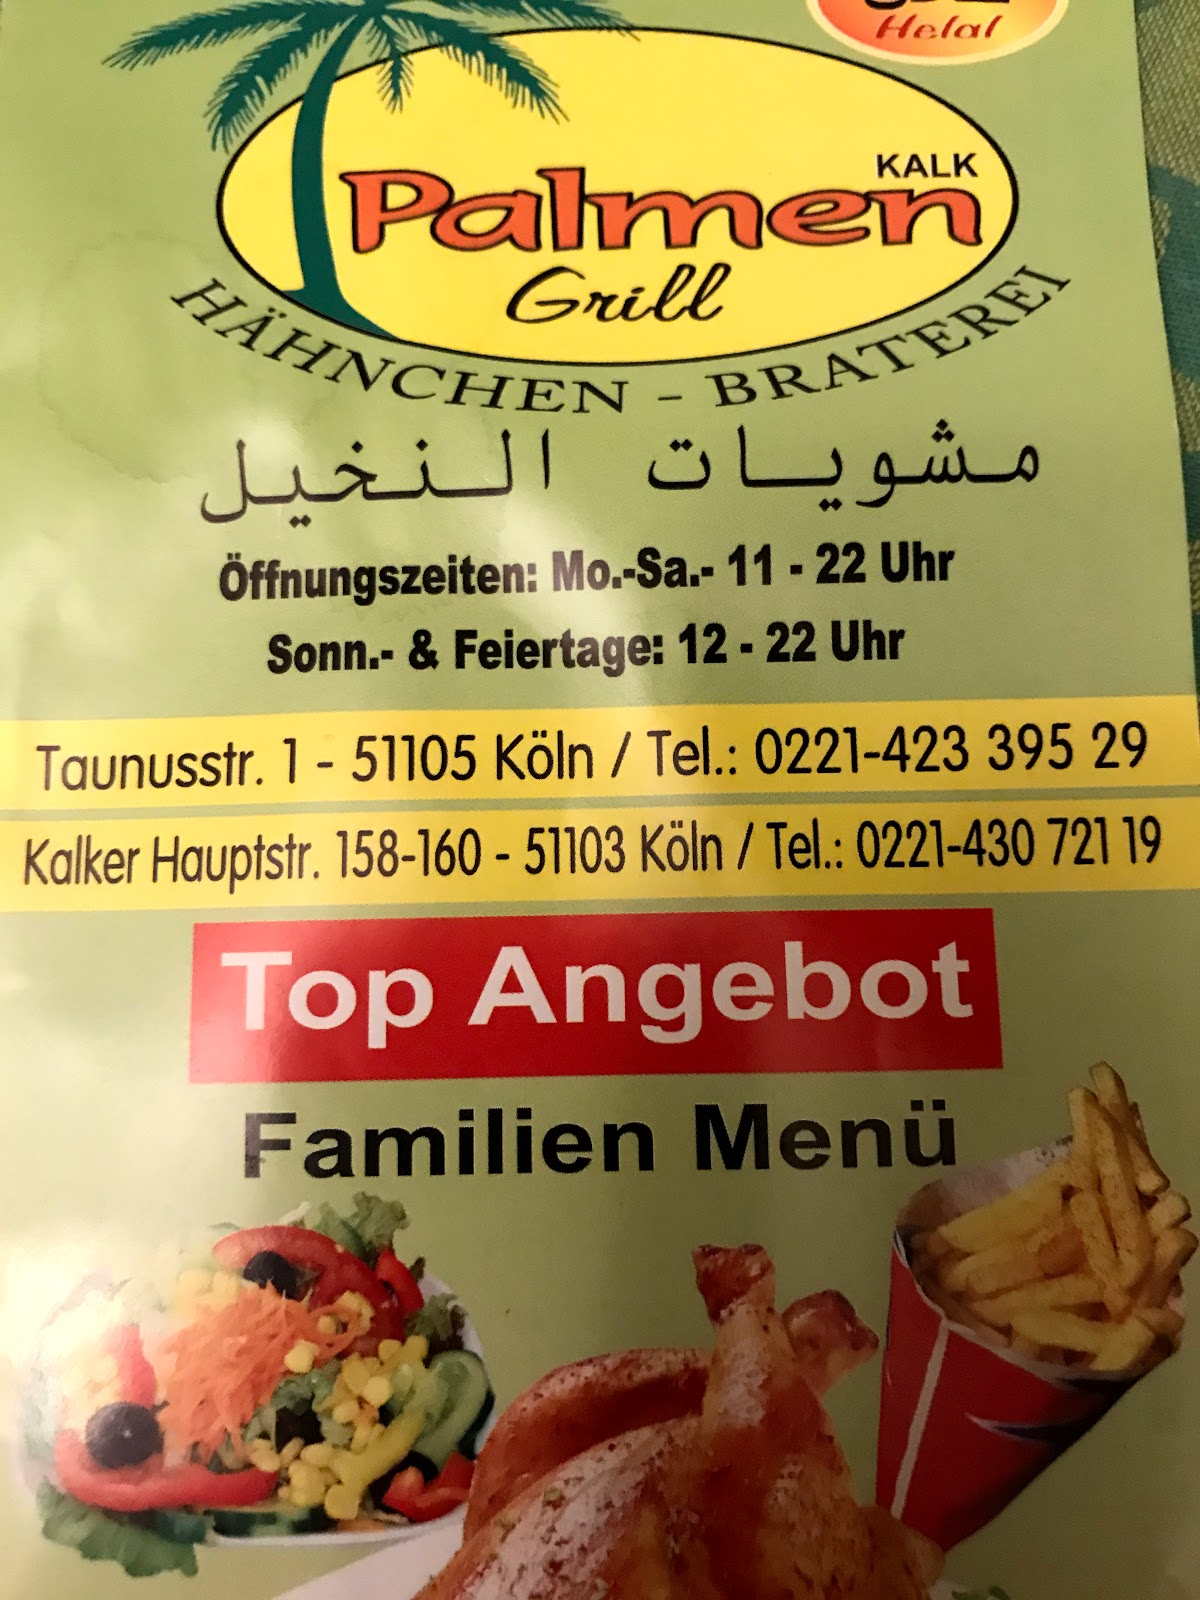 Helal
KALK
Palmen
Grill
HÄHNCHEN - BRATEREI
مشويات النخيل
Öffnungszeiten: Mo.-Sa.- 11 - 22 Uhr
Sonn.- & Feiertage: 12 - 22 Uhr
Taunusstr. 1 - 51105 Köln / Tel.: 0221-423 395 29
Kalker Hauptstr. 158-160 - 51103 Köln / Tel.: 0221-430 721 19
Top Angebot
Familien Menü